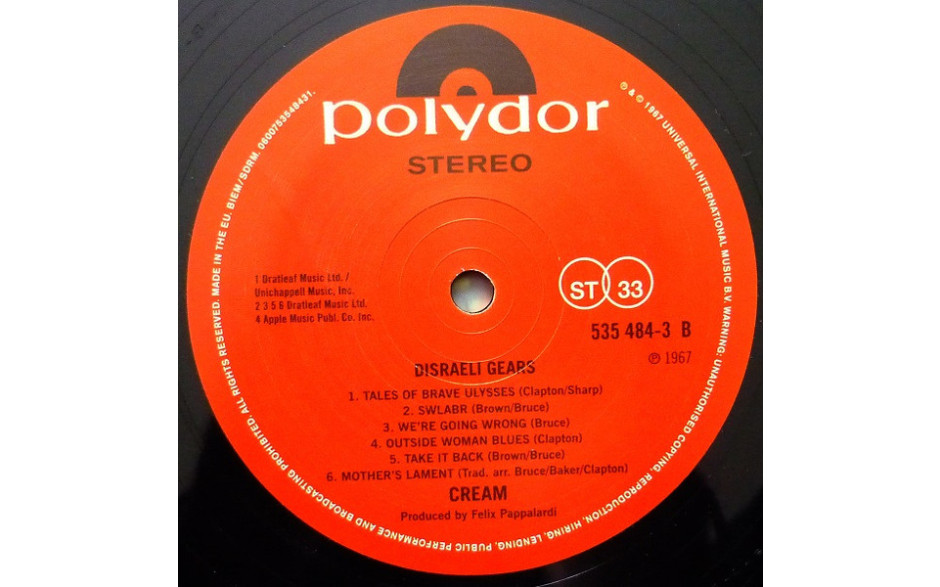 polydor
STEREO
1 Dratleaf Music Ltd. /
Unichappell Music, Inc.
2 3 5 6 Dratleaf Music Ltd.
4 Apple Music Publ. Co. Inc.
ST 33
535 484-3 B
℗ 1967
DISRAELI GEARS
1. TALES OF BRAVE ULYSSES (Clapton/Sharp)
2. SWLABR (Brown/Bruce)
3. WE'RE GOING WRONG (Bruce)
4. OUTSIDE WOMAN BLUES (Clapton)
5. TAKE IT BACK (Brown/Bruce)
6. MOTHER'S LAMENT (Trad. arr. Bruce/Baker/Clapton)
CREAM
Produced by Felix Pappalardi
℗ & © 1967 UNIVERSAL INTERNATIONAL MUSIC B.V. WARNING: UNAUTHORISED COPYING, REPRODUCTION, HIRING, LENDING, PUBLIC PERFORMANCE AND BROADCASTING PROHIBITED. ALL RIGHTS RESERVED. MADE IN THE EU. BIEM/SDRM. 0600753548431.